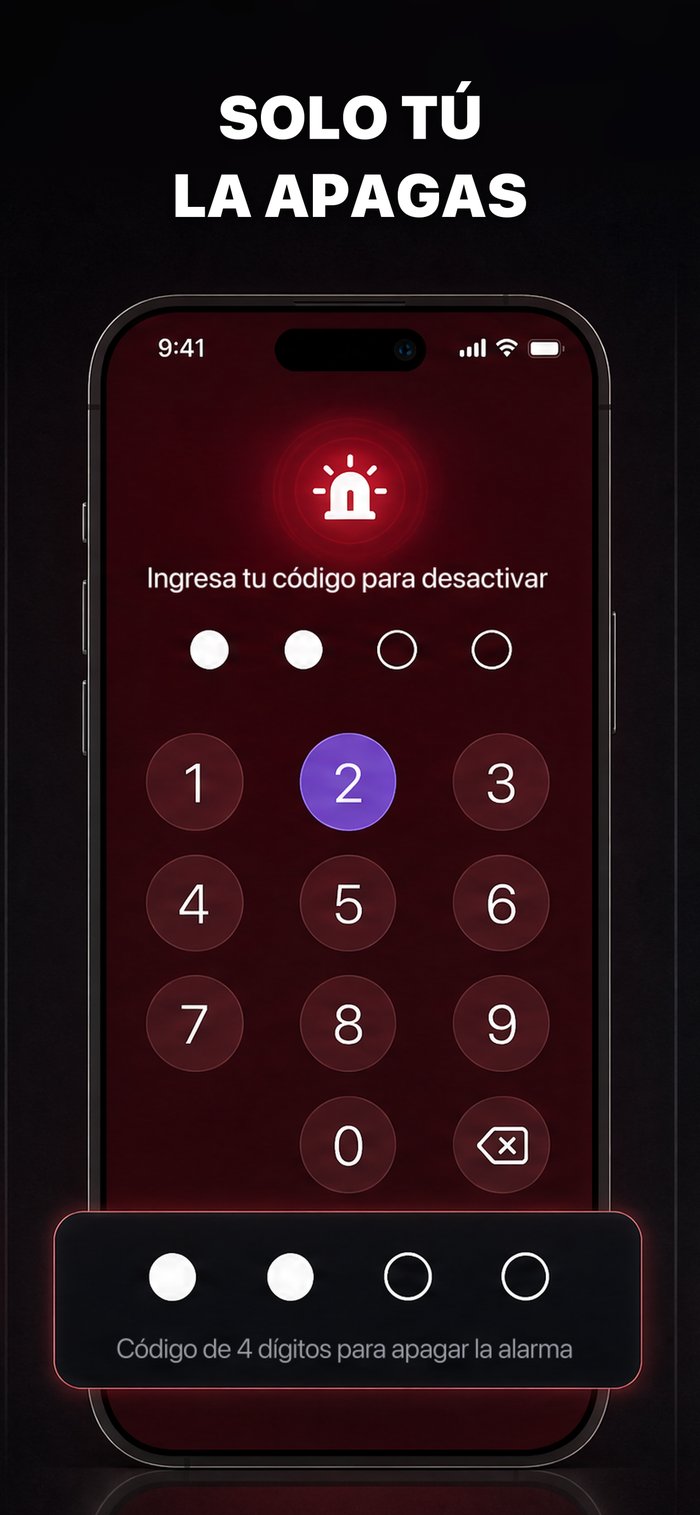 SOLO TÚ
LA APAGAS
9:41
Ingresa tu código para desactivar
1 2 3
4 5 6
7 8 9
0
Código de 4 dígitos para apagar la alarma